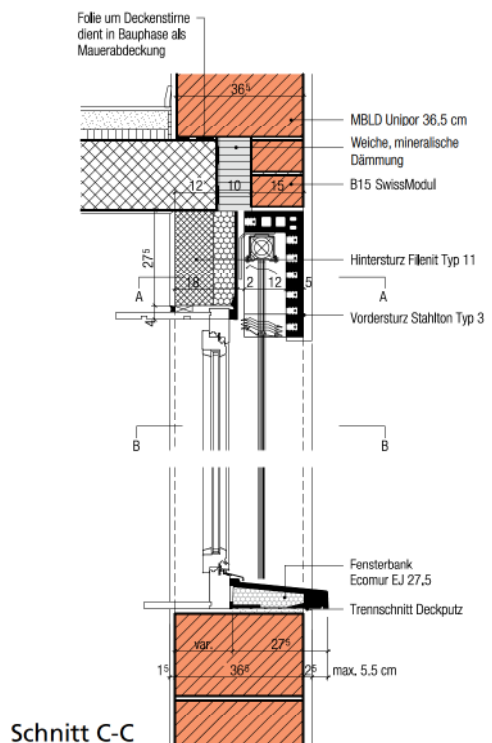 Folie um Deckenstirne
dient in Bauphase als
Mauerabdeckung
36⁵
MBLD Unipor 36,5 cm
Weiche, mineralische
Dämmung
12 10 15
B15 SwissModul
27⁵
Hintersturz Filenit Typ 11
A 18 2 12 5 A
4
Vordersturz Stahlton Typ 3
B B
Fensterbank
Ecomur EJ 27,5
Trennschnitt Deckputz
var. 27⁵
1⁵ 36⁵ 2⁵ max. 5.5 cm
Schnitt C-C